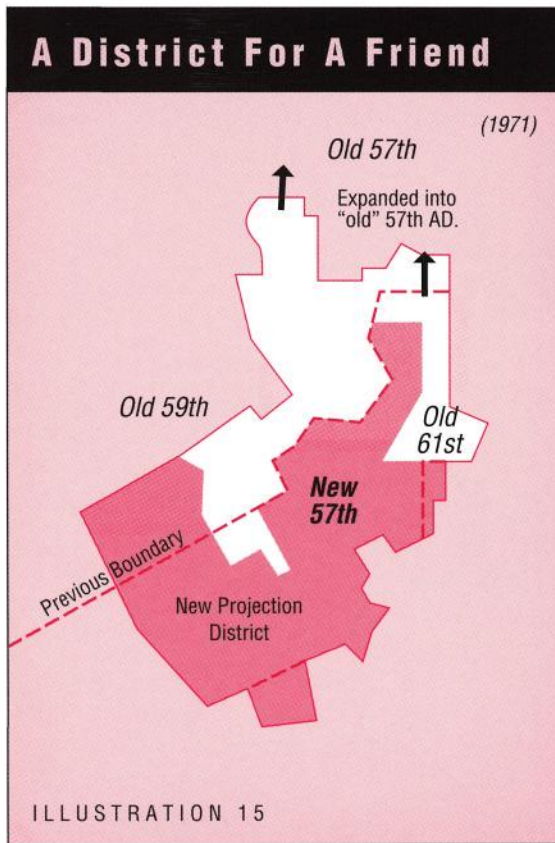 A District For A Friend
(1971)
Old 57th
Expanded into
"old" 57th AD.
Old 59th
Old
61st
New
57th
Previous Boundary
New Projection
District
ILLUSTRATION 15